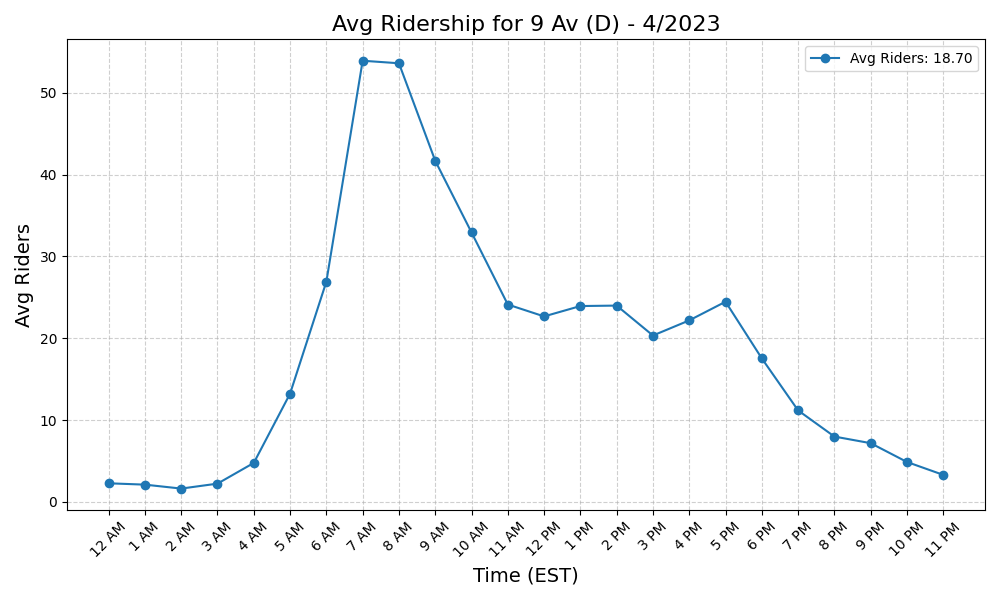 Avg Ridership for 9 Av (D) - 4/2023
Avg Riders: 18.70
Avg Riders
50
40
30
20
10
0
12 AM
1 AM
2 AM
3 AM
4 AM
5 AM
6 AM
7 AM
8 AM
9 AM
10 AM
11 AM
12 PM
1 PM
2 PM
3 PM
4 PM
5 PM
6 PM
7 PM
8 PM
9 PM
10 PM
11 PM
Time (EST)